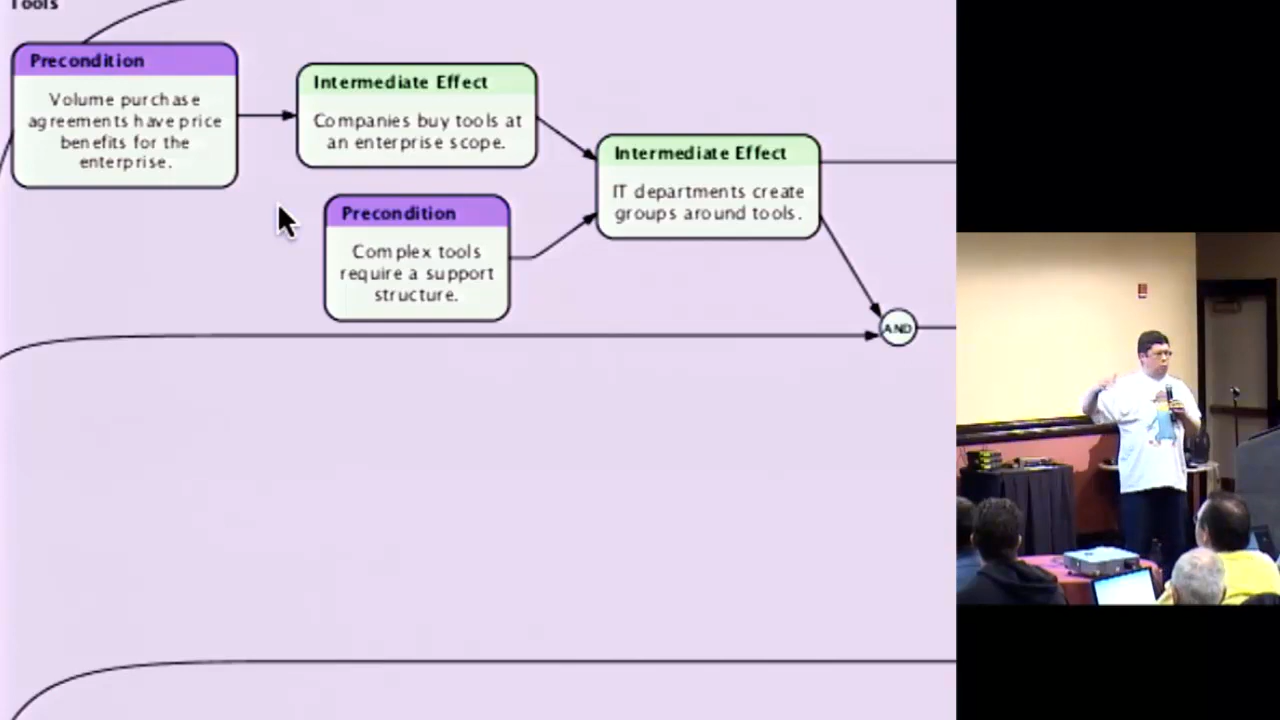 Tools
Precondition
Volume purchase
agreements have price
benefits for the
enterprise.
Intermediate Effect
Companies buy tools at
an enterprise scope.
Precondition
Complex tools
require a support
structure.
Intermediate Effect
IT departments create
groups around tools.
AND